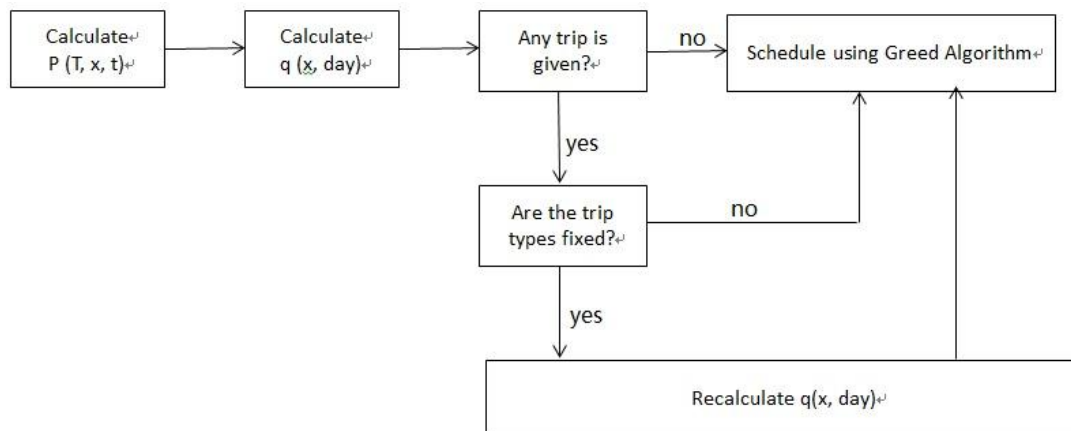 Calculate↵
P (T, x, t)↵
Calculate↵
q (x, day)↵
Any trip is
given?↵
no
Schedule using Greed Algorithm↵
yes
Are the trip
types fixed?↵
no
yes
Recalculate q(x, day)↵